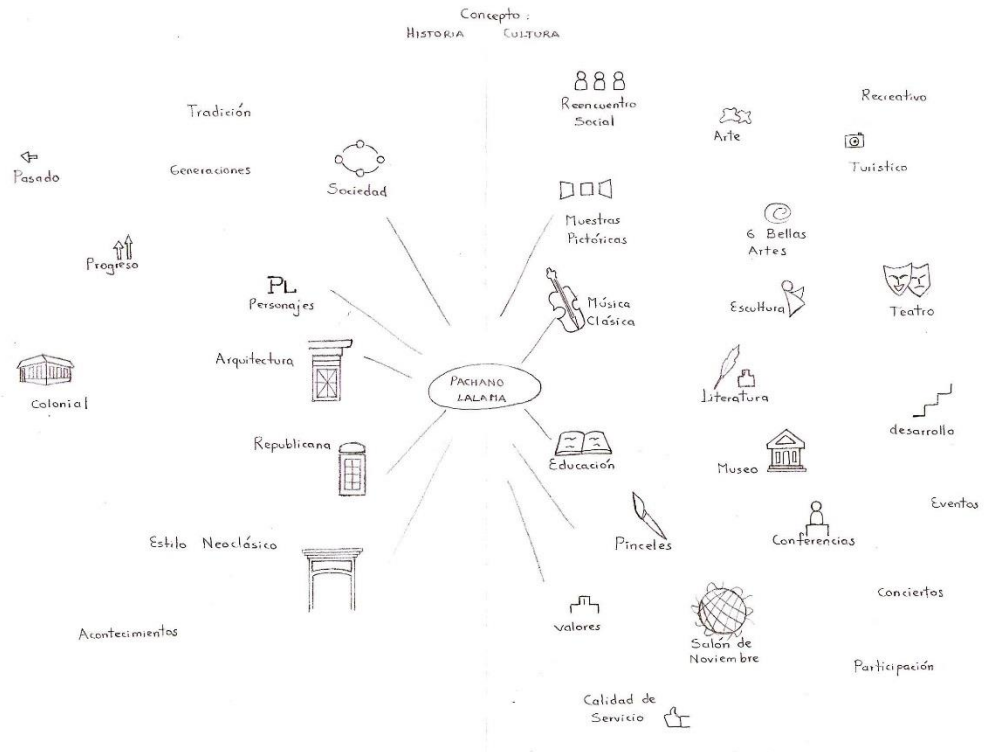 Concepto :
HISTORIA CULTURA
Tradición
Pasado
Generaciones
Sociedad
Progreso
PL
Personajes
Arquitectura
Colonial
Republicana
Estilo Neoclásico
Acontecimientos
PACHANO
LALAMA
Reencuentro
Social
Arte
Recreativo
Turístico
Muestras
Pictóricas
6 Bellas
Artes
Música
Clásica
Escultura
Teatro
Literatura
desarrollo
Educación
Museo
Eventos
Pinceles
Conferencias
Conciertos
valores
Salón de
Noviembre
Participación
Calidad de
Servicio